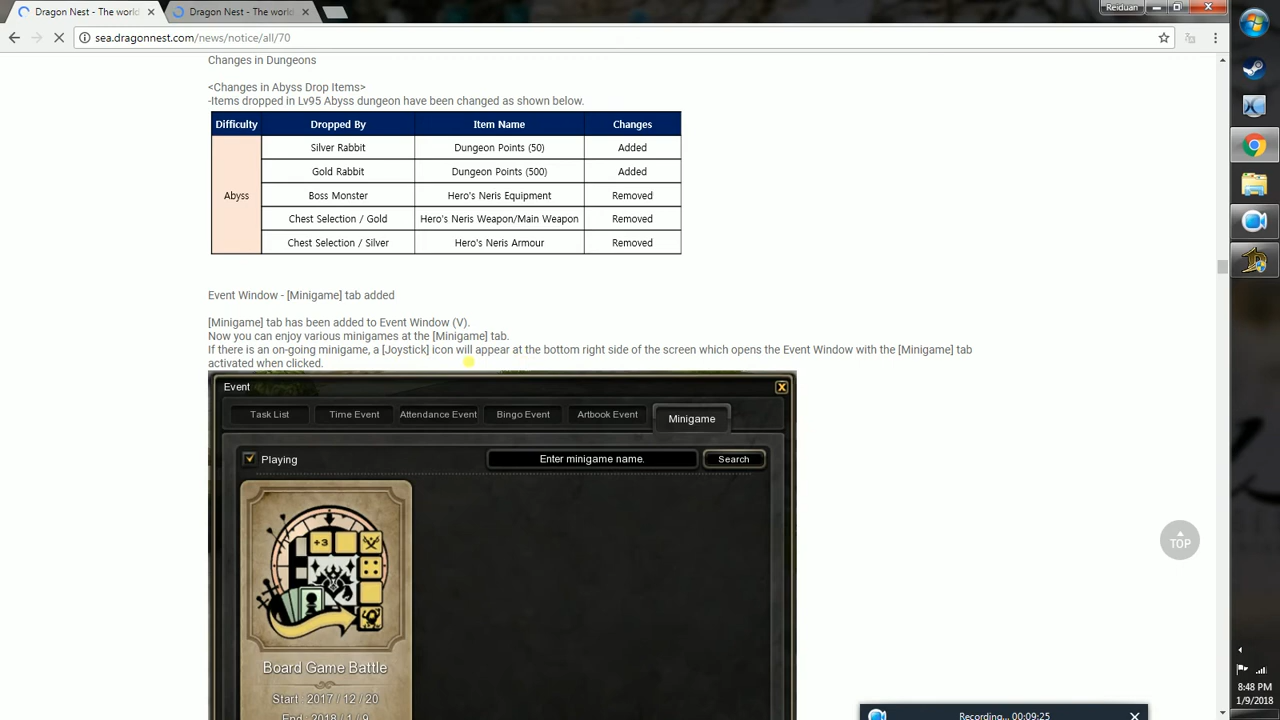 Dragon Nest - The world
Dragon Nest - The world
Reiduan
sea.dragonnest.com/news/notice/all/70
Changes in Dungeons
<Changes in Abyss Drop Items>
-Items dropped in Lv95 Abyss dungeon have been changed as shown below.
Difficulty Dropped By Item Name Changes
Abyss
Silver Rabbit Dungeon Points (50) Added
Gold Rabbit Dungeon Points (500) Added
Boss Monster Hero's Neris Equipment Removed
Chest Selection / Gold Hero's Neris Weapon/Main Weapon Removed
Chest Selection / Silver Hero's Neris Armour Removed
Event Window - [Minigame] tab added
[Minigame] tab has been added to Event Window (V).
Now you can enjoy various minigames at the [Minigame] tab.
If there is an on-going minigame, a [Joystick] icon will appear at the bottom right side of the screen which opens the Event Window with the [Minigame] tab
activated when clicked.
Event
Task List Time Event Attendance Event Bingo Event Artbook Event Minigame
Playing Enter minigame name. Search
+3
Board Game Battle
Start : 2017 / 12 / 20
End : 2018 / 1 / 9
TOP
Recording... 00:09:25
8:48 PM
1/9/2018